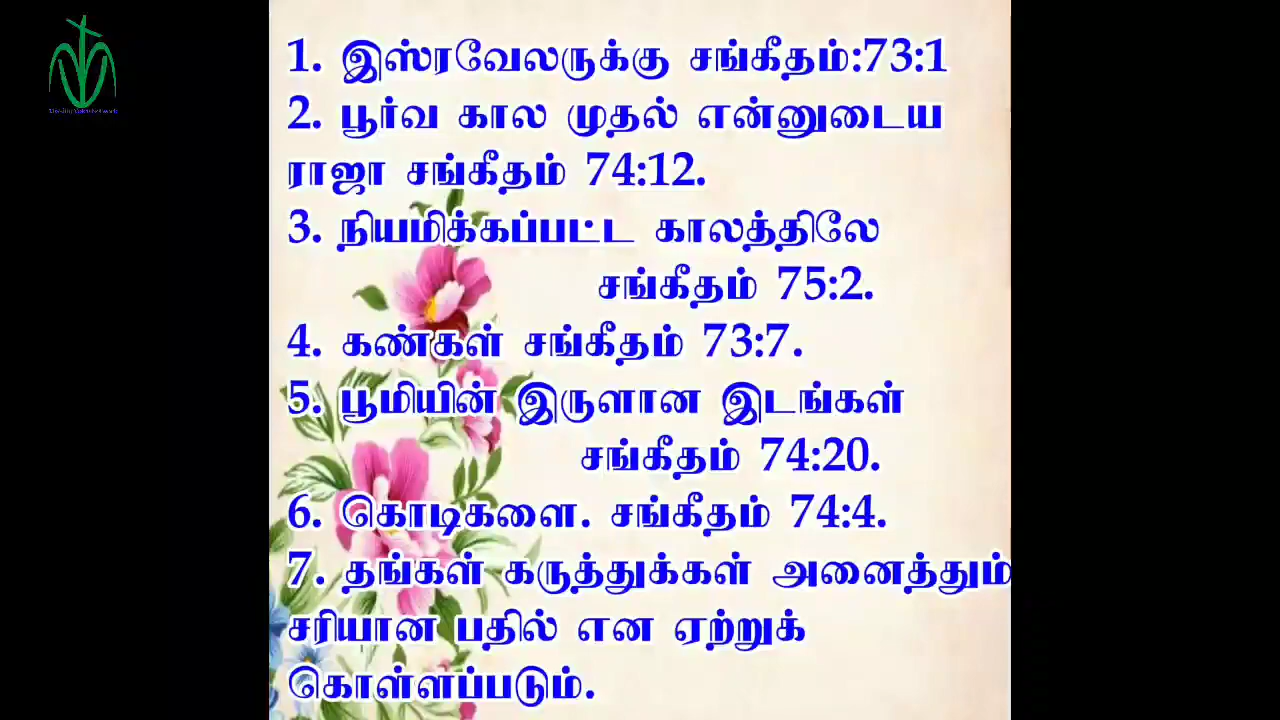 1. இஸ்ரவேலருக்கு சங்கீதம்:73:1
2. பூர்வ கால முதல் என்னுடைய
ராஜா சங்கீதம் 74:12.
3. நியமிக்கப்பட்ட காலத்திலே
சங்கீதம் 75:2.
4. கண்கள் சங்கீதம் 73:7.
5. பூமியின் இருளான இடங்கள்
சங்கீதம் 74:20.
6. கொடிகளை. சங்கீதம் 74:4.
7. தங்கள் கருத்துக்கள் அனைத்தும்
சரியான பதில் என ஏற்றுக்
கொள்ளப்படும்.